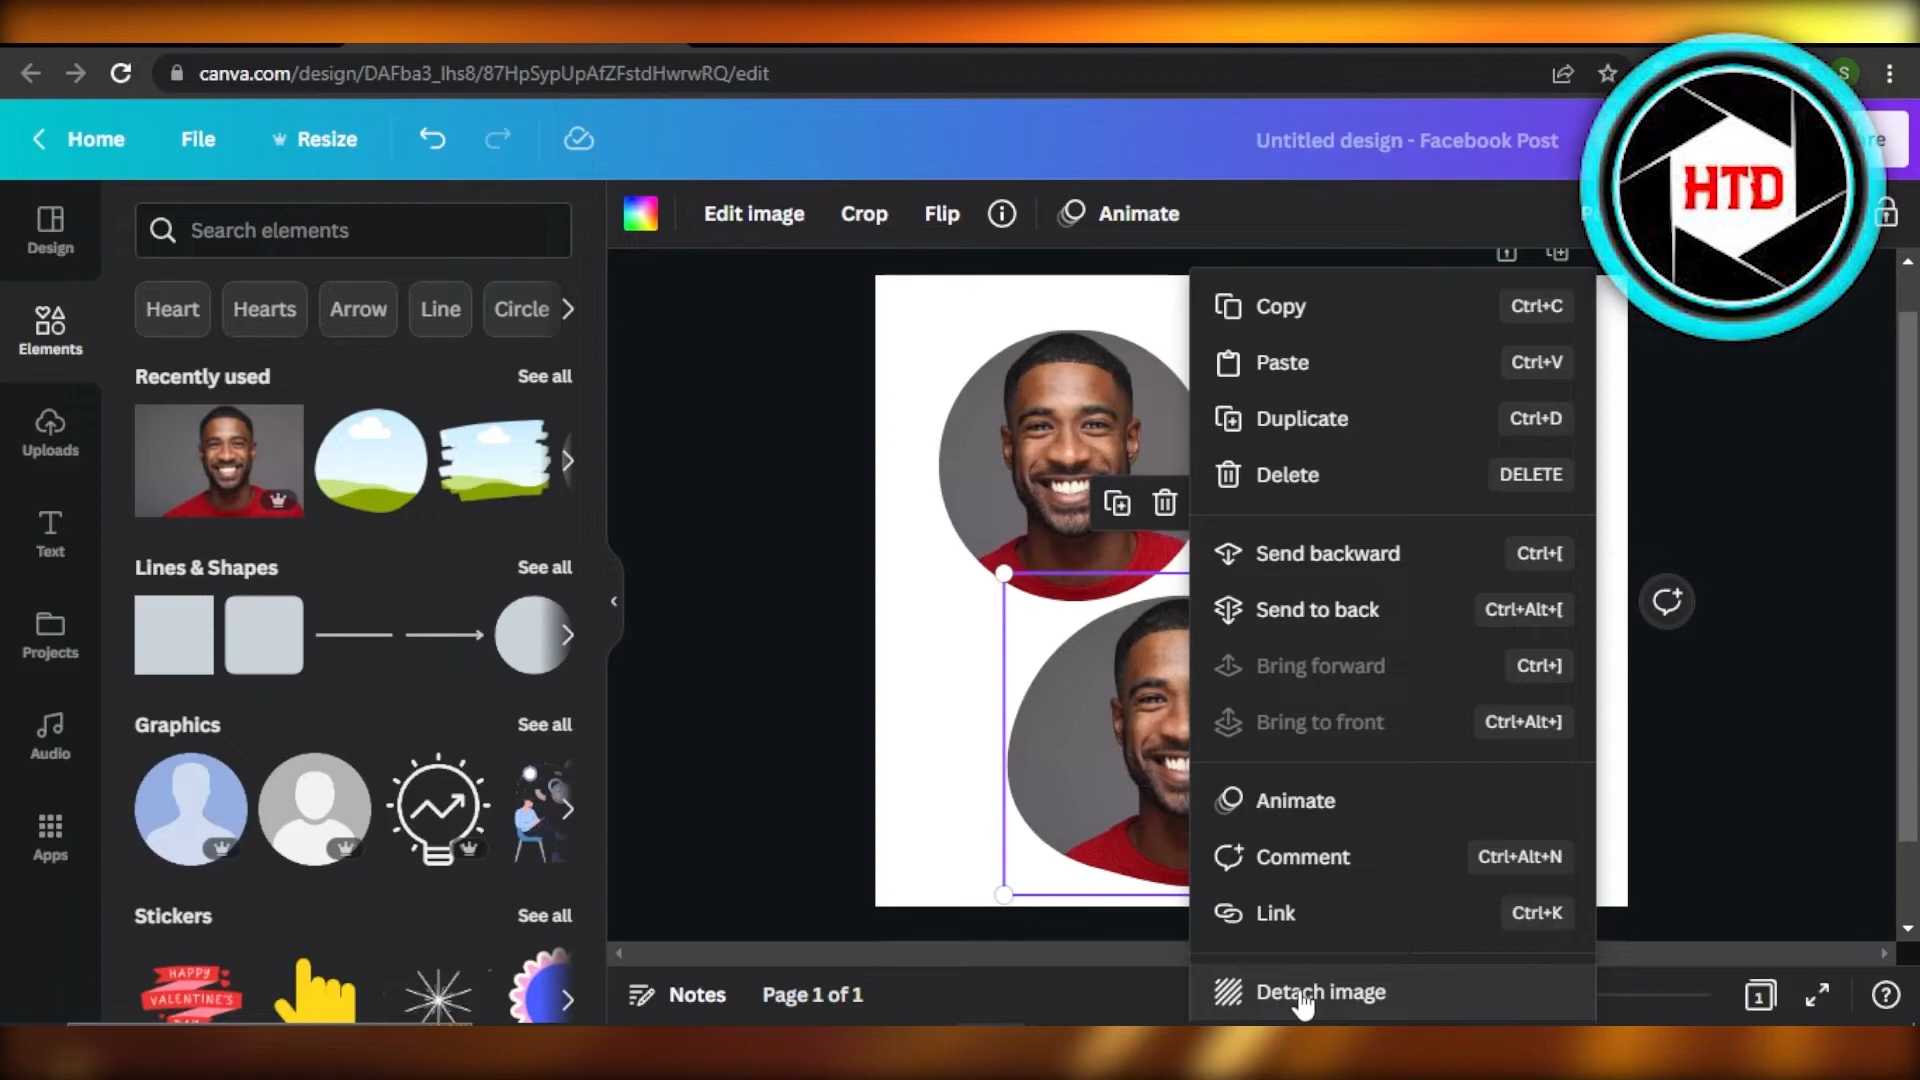 canva.com/design/DAFba3_Ihs8/87HpSypUpAfZFstdHwrwRQ/edit
S
Home File Resize Untitled design - Facebook Post
HTD
Design
Elements
Uploads
Text
Projects
Audio
Apps
Search elements
Heart Hearts Arrow Line Circle
Recently used See all
Lines & Shapes See all
Graphics See all
Stickers See all
HAPPY
VALENTINE'S
Edit image Crop Flip Animate
Copy Ctrl+C
Paste Ctrl+V
Duplicate Ctrl+D
Delete DELETE
Send backward Ctrl+[
Send to back Ctrl+Alt+[
Bring forward Ctrl+]
Bring to front Ctrl+Alt+]
Animate
Comment Ctrl+Alt+N
Link Ctrl+K
Detach image
Notes Page 1 of 1
1